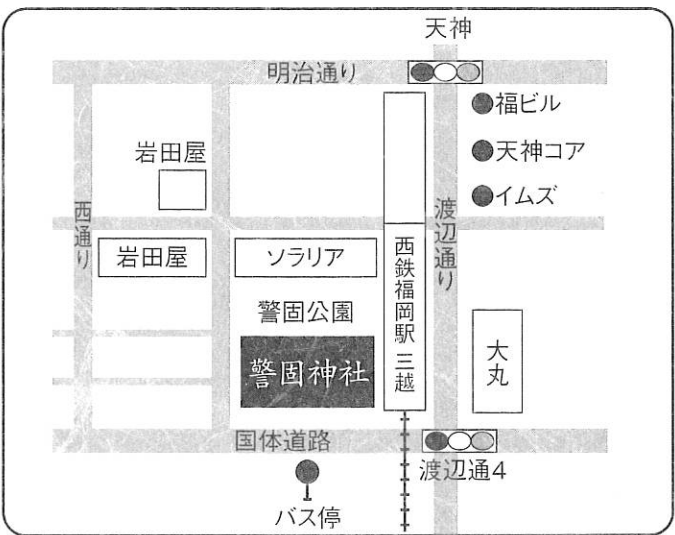 天神
明治通り
●福ビル
●天神コア
●イムズ
岩田屋
西通り
渡辺通り
岩田屋
ソラリア
西鉄福岡駅 三越
警固公園
警固神社
大丸
国体道路
渡辺通4
バス停